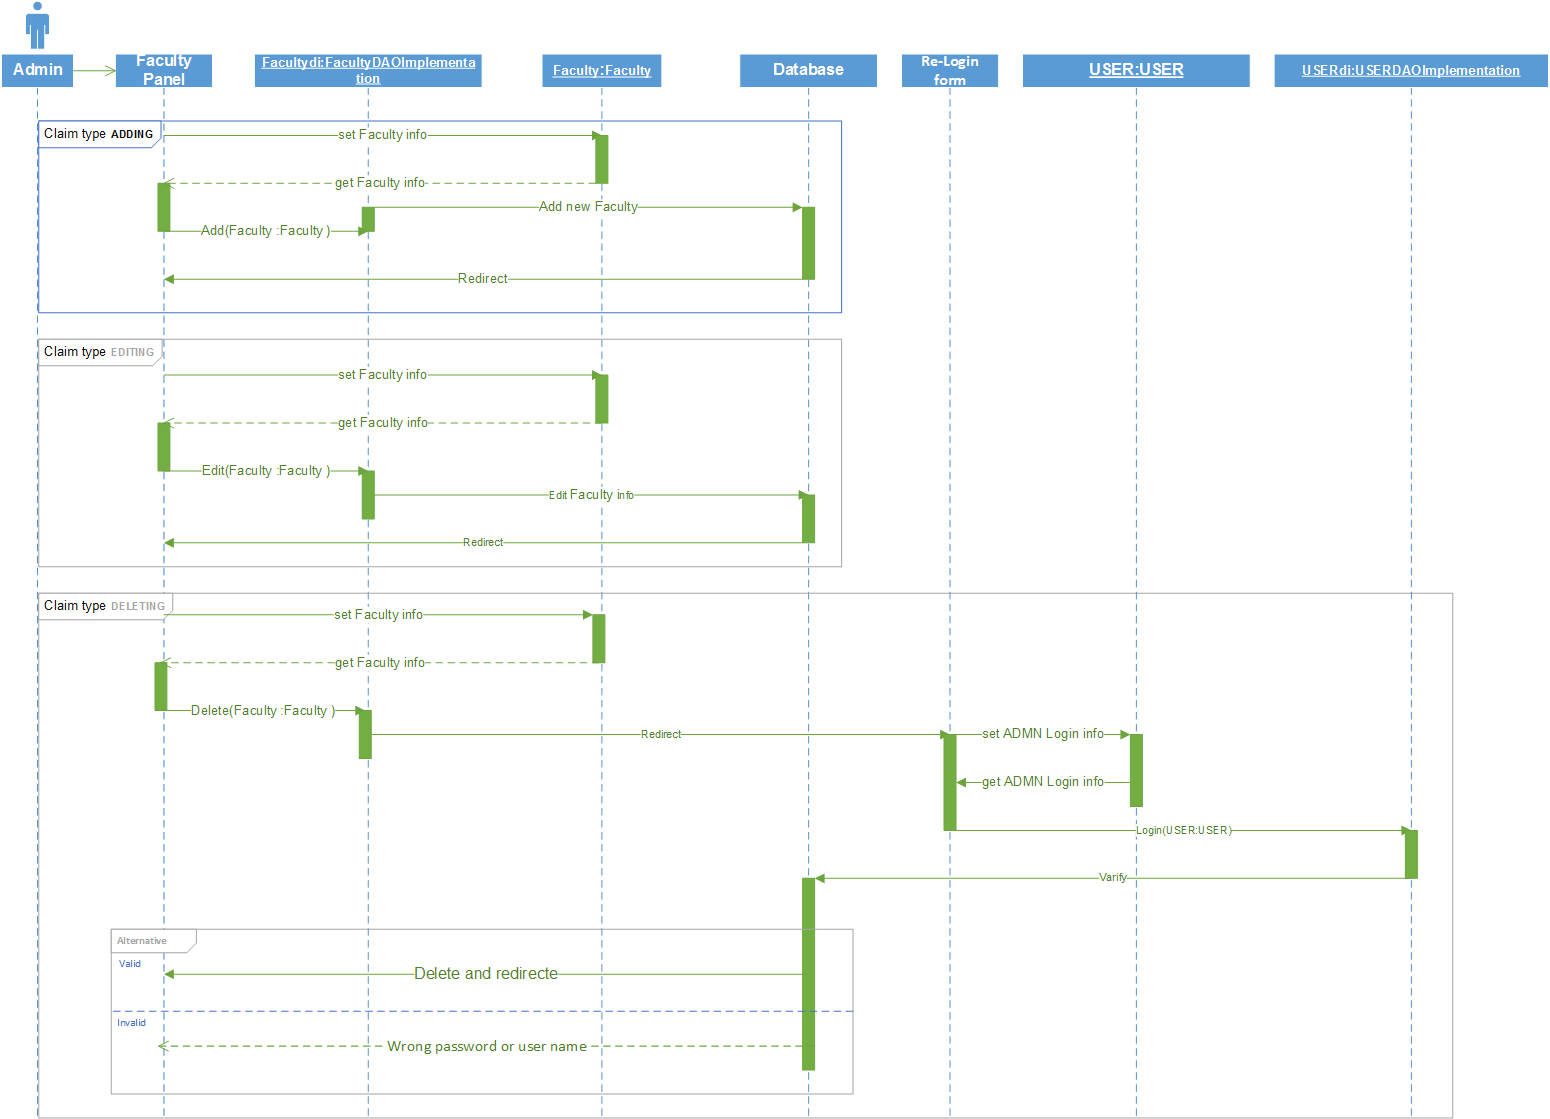 Admin
Faculty
Panel
Facultydi:FacultyDAOImplementa
tion
Faculty:Faculty
Database
Re-Login
form
USER:USER
USERdi:USERDAOImplementation
Claim type ADDING
set Faculty info
get Faculty info
Add new Faculty
Add(Faculty :Faculty )
Redirect
Claim type EDITING
set Faculty info
get Faculty info
Edit(Faculty :Faculty )
Edit Faculty info
Redirect
Claim type DELETING
set Faculty info
get Faculty info
Delete(Faculty :Faculty )
Redirect
set ADMN Login info
get ADMN Login info
Login(USER:USER)
Varify
Alternative
Valid
Delete and redirecte
Invalid
Wrong password or user name